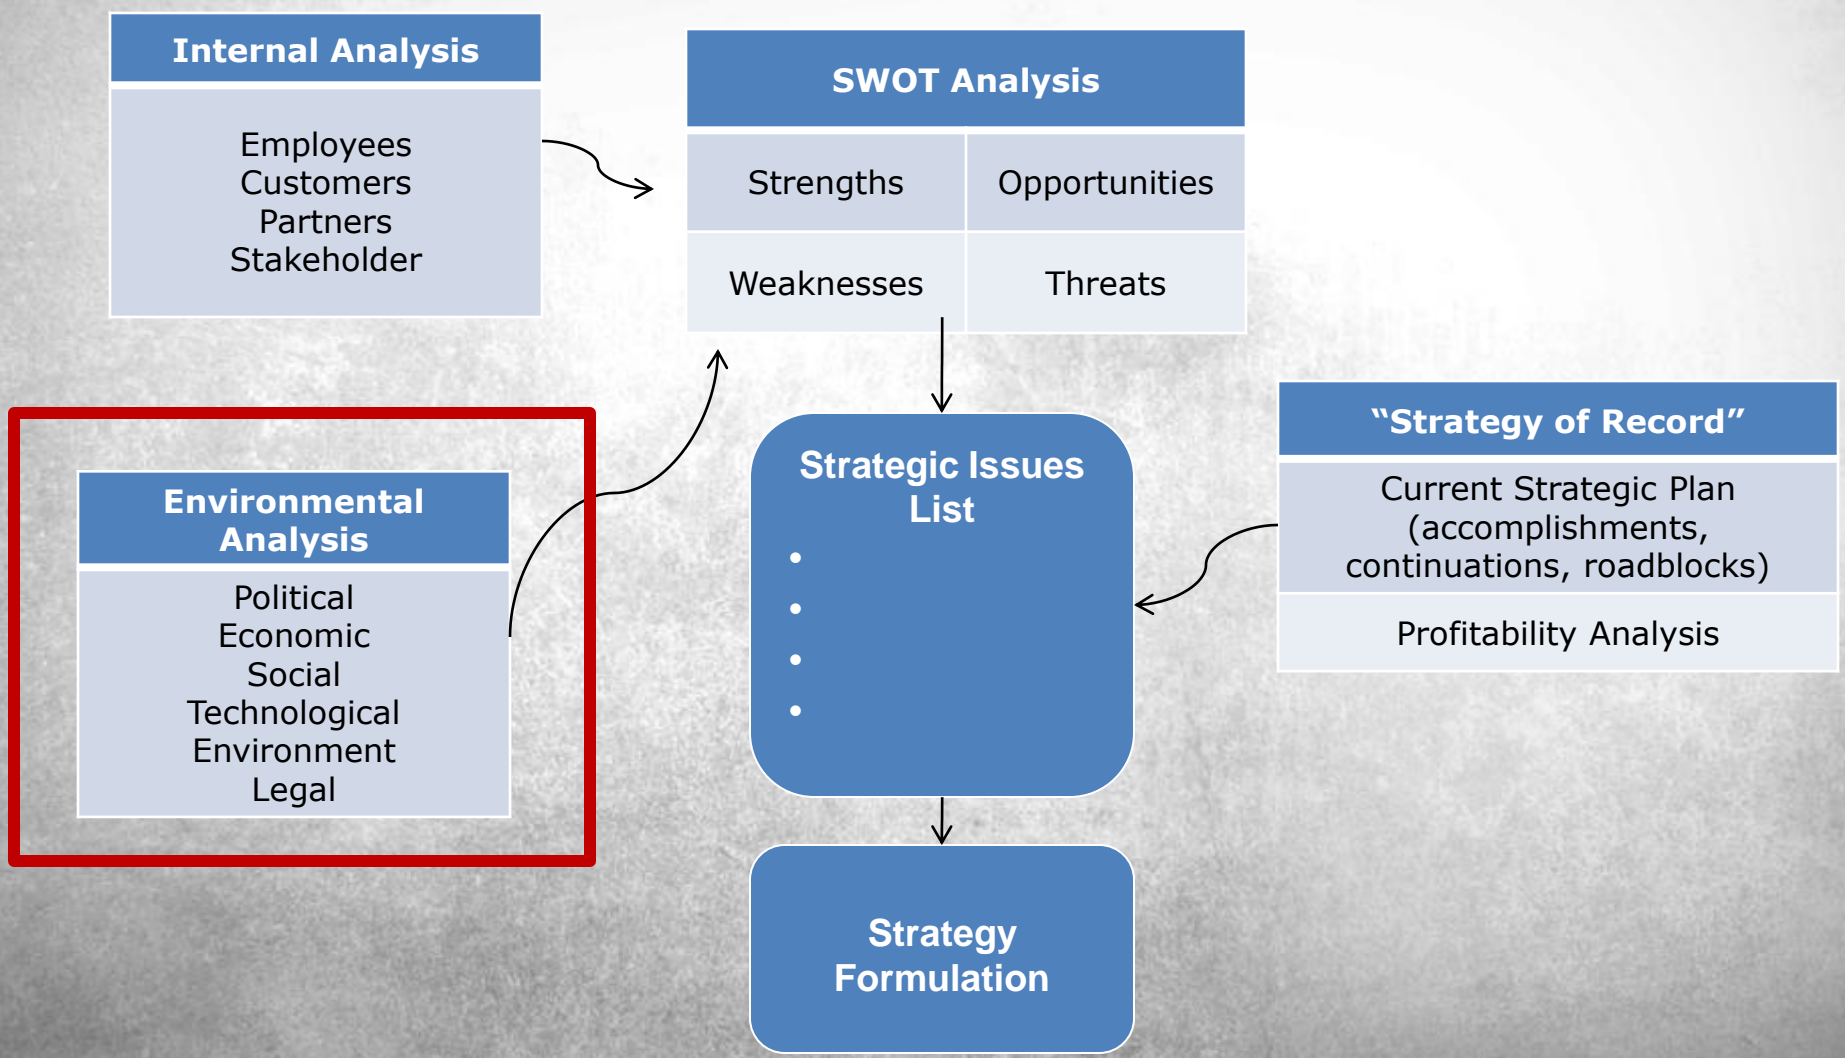 Internal Analysis
Employees
Customers
Partners
Stakeholder
SWOT Analysis
Strengths
Opportunities
Weaknesses
Threats
Environmental
Analysis
Political
Economic
Social
Technological
Environment
Legal
Strategic Issues
List
•
•
•
•
“Strategy of Record”
Current Strategic Plan
(accomplishments,
continuations, roadblocks)
Profitability Analysis
Strategy
Formulation